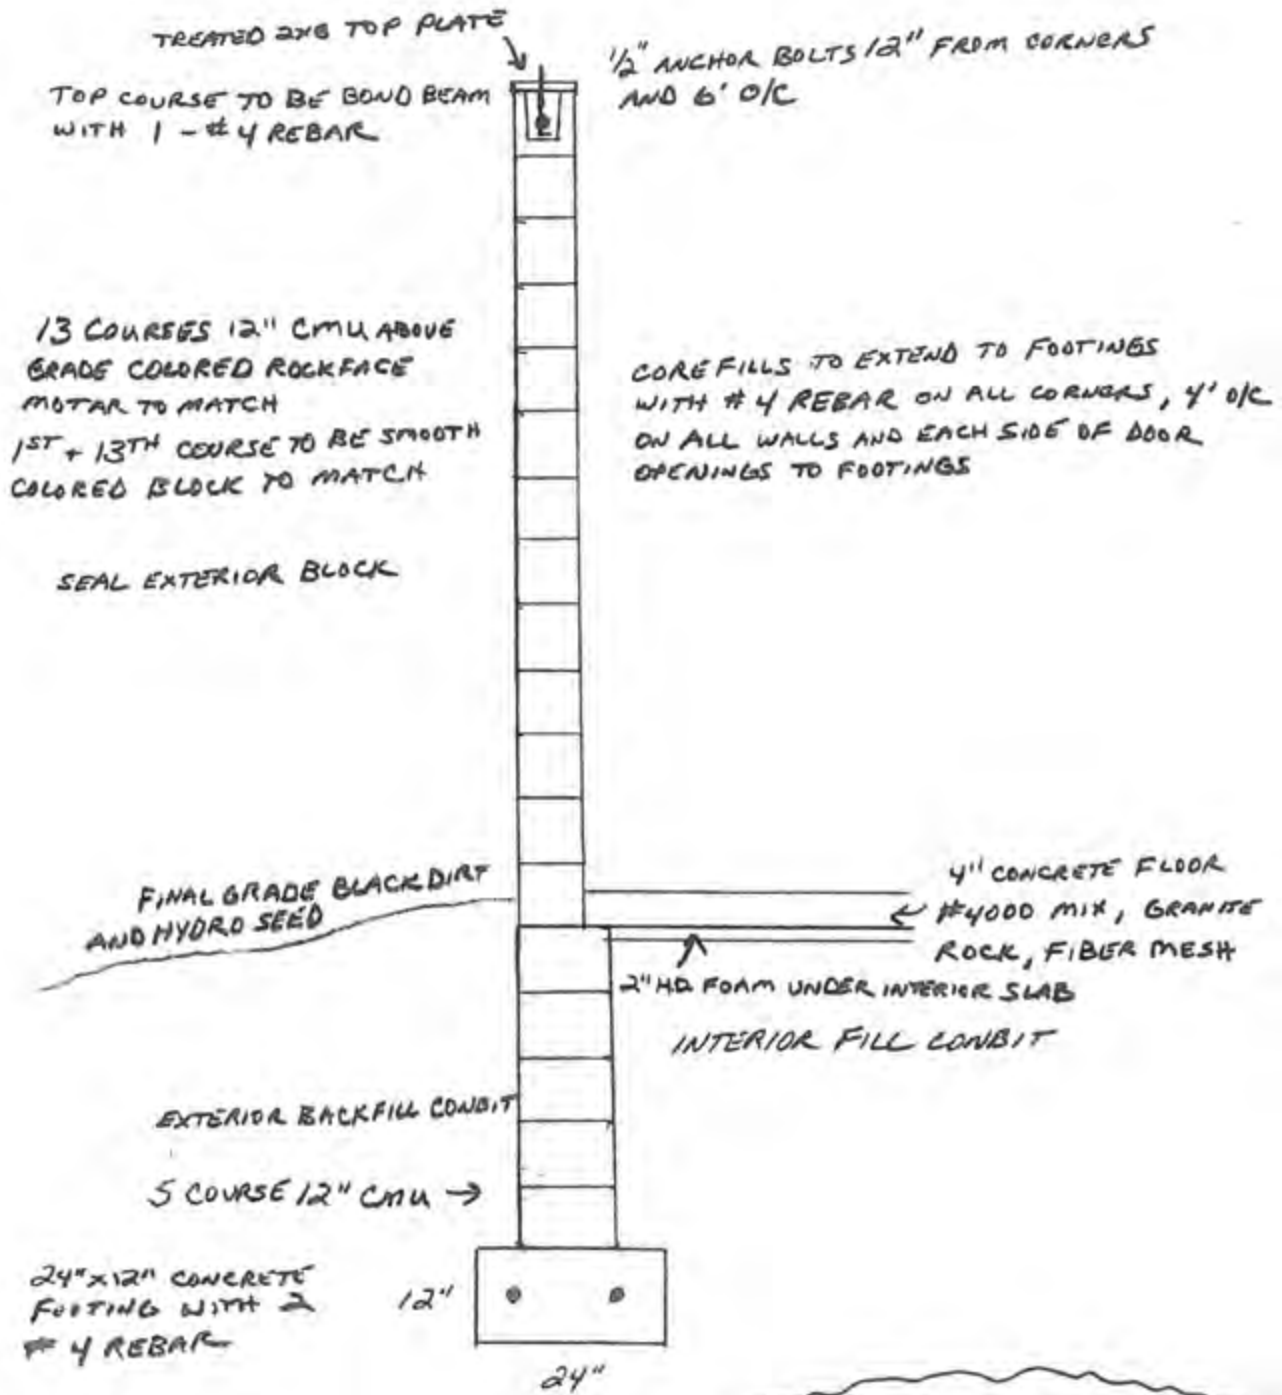 TREATED 2X8 TOP PLATE
1/2" ANCHOR BOLTS 12" FROM CORNERS
AND 6' O/C
TOP COURSE TO BE BOND BEAM
WITH 1 - #4 REBAR
13 COURSES 12" CMU ABOVE
GRADE COLORED ROCKFACE
MOTAR TO MATCH
1ST + 13TH COURSE TO BE SMOOTH
COLORED BLOCK TO MATCH
CORE FILLS TO EXTEND TO FOOTINGS
WITH #4 REBAR ON ALL CORNERS, 4' O/C
ON ALL WALLS AND EACH SIDE OF DOOR
OPENINGS TO FOOTINGS
SEAL EXTERIOR BLOCK
FINAL GRADE BLACK DIRT
AND HYDRO SEED
4" CONCRETE FLOOR
#4000 MIX, GRANITE
ROCK, FIBER MESH
2" HD FOAM UNDER INTERIOR SLAB
INTERIOR FILL CONBIT
EXTERIOR BACKFILL CONBIT
5 COURSE 12" CMU
24" X 12" CONCRETE
FOOTING WITH 2
#4 REBAR
12"
24"